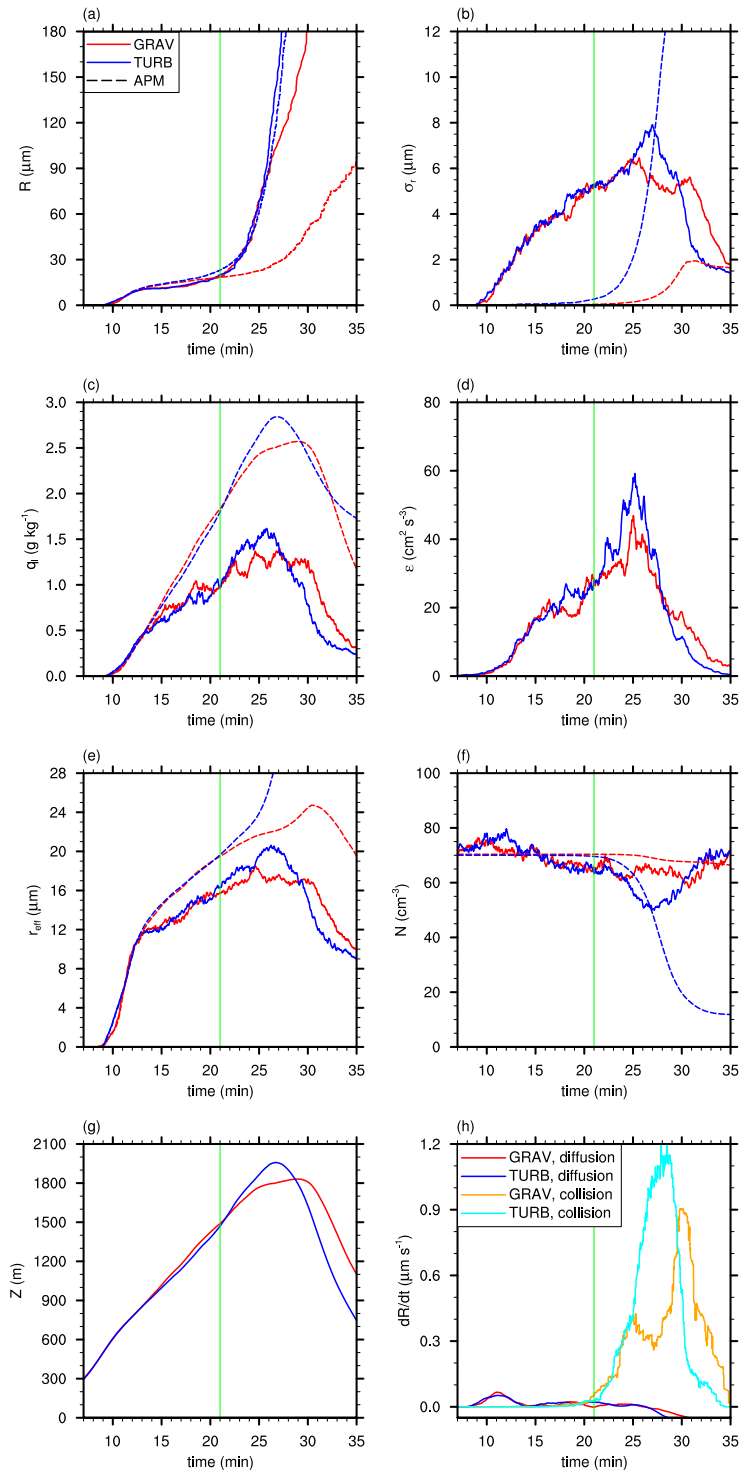 (a)
180
150
120
90
60
30
0
R (μm)
GRAV
TURB
APM
10 15 20 25 30 35
time (min)
(b)
12
10
8
6
4
2
0
σr (μm)
10 15 20 25 30 35
time (min)
(c)
3.0
2.5
2.0
1.5
1.0
0.5
0.0
ql (g kg-1)
10 15 20 25 30 35
time (min)
(d)
80
60
40
20
0
ε (cm2 s-3)
10 15 20 25 30 35
time (min)
(e)
28
24
20
16
12
8
4
0
reff (μm)
10 15 20 25 30 35
time (min)
(f)
100
80
60
40
20
0
N (cm-3)
10 15 20 25 30 35
time (min)
(g)
2100
1800
1500
1200
900
600
300
0
Z (m)
10 15 20 25 30 35
time (min)
(h)
1.2
0.9
0.6
0.3
0.0
dR/dt (μm s-1)
GRAV, diffusion
TURB, diffusion
GRAV, collision
TURB, collision
10 15 20 25 30 35
time (min)